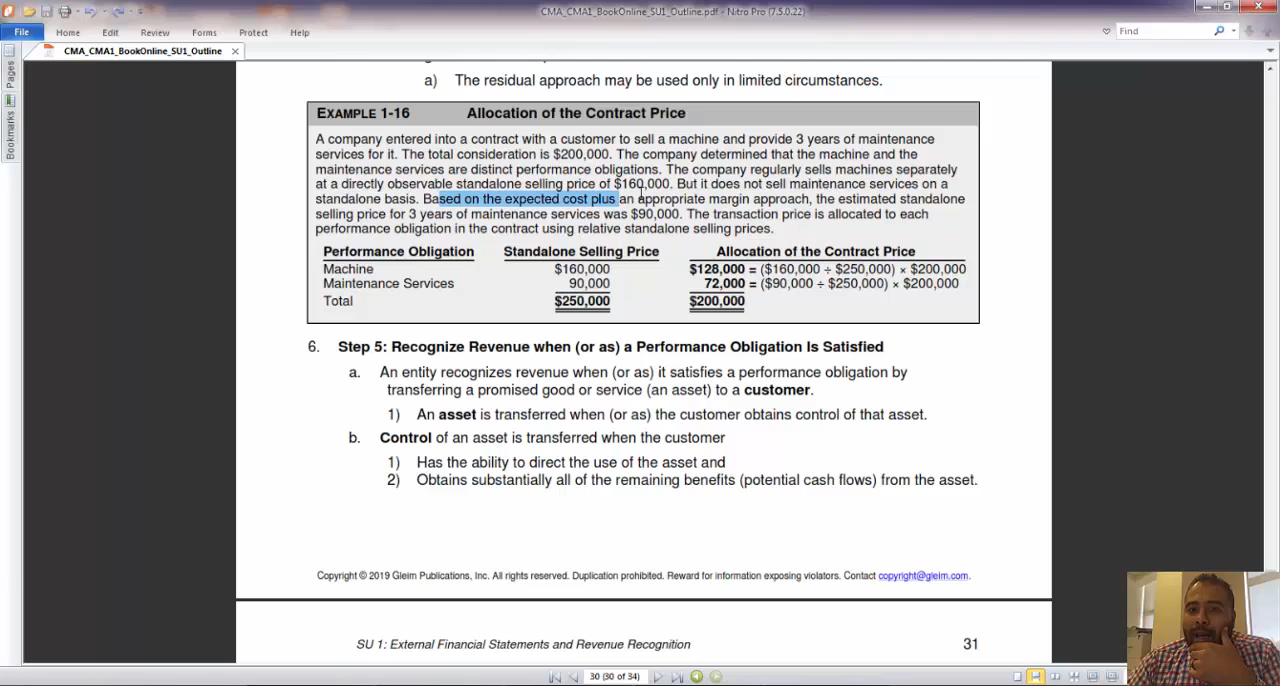 CMA_CMA1_BookOnline_SU1_Outline.pdf - Nitro Pro (7.5.0.22)
File Home Edit Review Forms Protect Help
Find
CMA_CMA1_BookOnline_SU1_Outline
Pages
Bookmarks
a) The residual approach may be used only in limited circumstances.
EXAMPLE 1-16 Allocation of the Contract Price
A company entered into a contract with a customer to sell a machine and provide 3 years of maintenance
services for it. The total consideration is $200,000. The company determined that the machine and the
maintenance services are distinct performance obligations. The company regularly sells machines separately
at a directly observable standalone selling price of $160,000. But it does not sell maintenance services on a
standalone basis. Based on the expected cost plus an appropriate margin approach, the estimated standalone
selling price for 3 years of maintenance services was $90,000. The transaction price is allocated to each
performance obligation in the contract using relative standalone selling prices.
Performance Obligation Standalone Selling Price Allocation of the Contract Price
Machine $160,000 $128,000 = ($160,000 ÷ $250,000) × $200,000
Maintenance Services 90,000 72,000 = ($90,000 ÷ $250,000) × $200,000
Total $250,000 $200,000
6. Step 5: Recognize Revenue when (or as) a Performance Obligation Is Satisfied
a. An entity recognizes revenue when (or as) it satisfies a performance obligation by
transferring a promised good or service (an asset) to a customer.
1) An asset is transferred when (or as) the customer obtains control of that asset.
b. Control of an asset is transferred when the customer
1) Has the ability to direct the use of the asset and
2) Obtains substantially all of the remaining benefits (potential cash flows) from the asset.
Copyright © 2019 Gleim Publications, Inc. All rights reserved. Duplication prohibited. Reward for information exposing violators. Contact copyright@gleim.com.
SU 1: External Financial Statements and Revenue Recognition 31
30 (30 of 34)